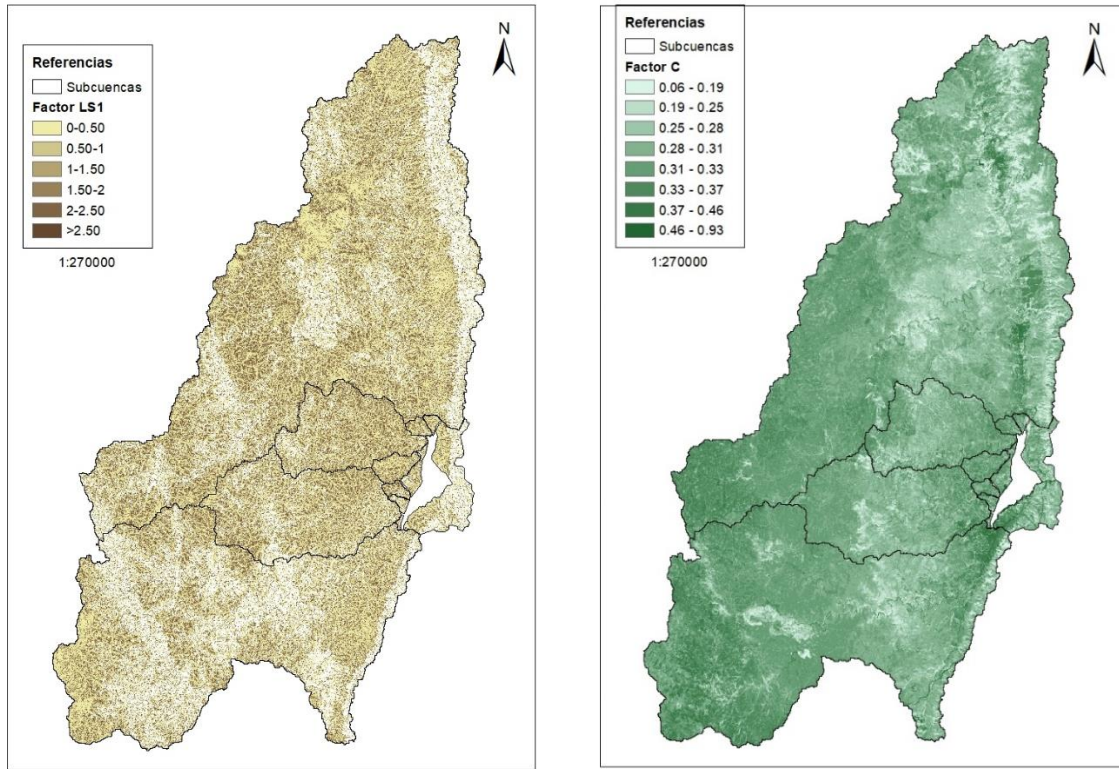 N
Referencias
Subcuencas
Factor LS1
0-0.50
0.50-1
1-1.50
1.50-2
2-2.50
>2.50
1:270000
N
Referencias
Subcuencas
Factor C
0.06 - 0.19
0.19 - 0.25
0.25 - 0.28
0.28 - 0.31
0.31 - 0.33
0.33 - 0.37
0.37 - 0.46
0.46 - 0.93
1:270000